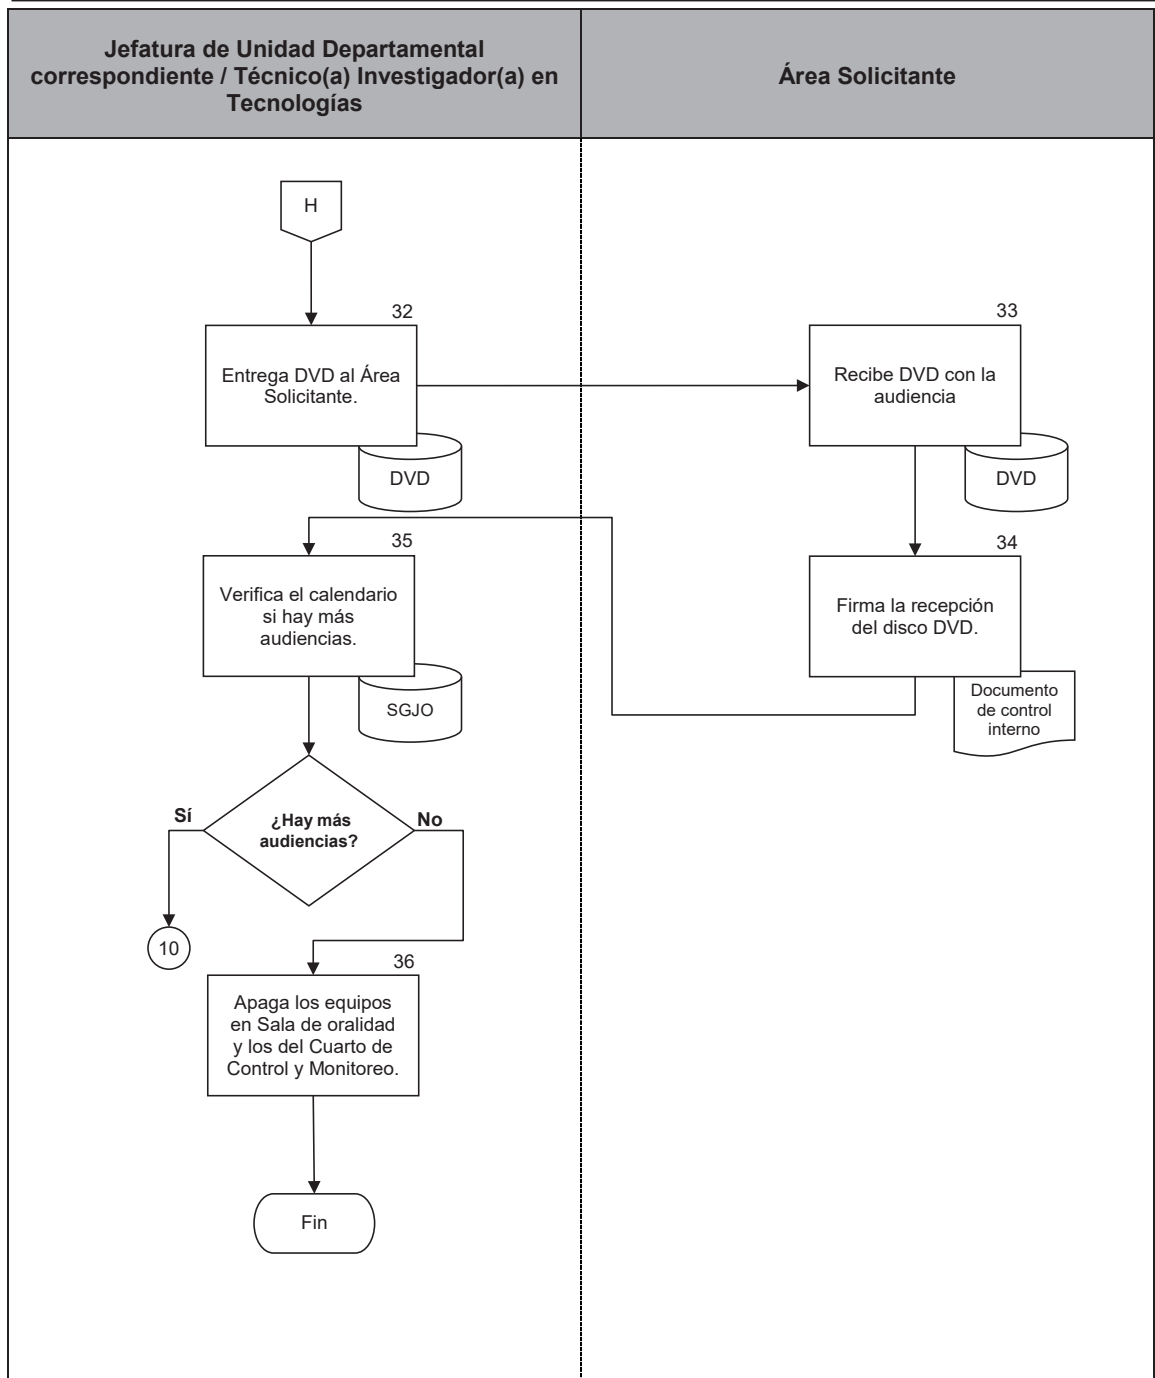 Jefatura de Unidad Departamental
correspondiente / Técnico(a) Investigador(a) en
Tecnologías
Área Solicitante
H
32
Entrega DVD al Área
Solicitante.
DVD
33
Recibe DVD con la
audiencia
DVD
34
Firma la recepción
del disco DVD.
Documento
de control
interno
35
Verifica el calendario
si hay más
audiencias.
SGJO
¿Hay más
audiencias?
Sí
No
10
36
Apaga los equipos
en Sala de oralidad
y los del Cuarto de
Control y Monitoreo.
Fin